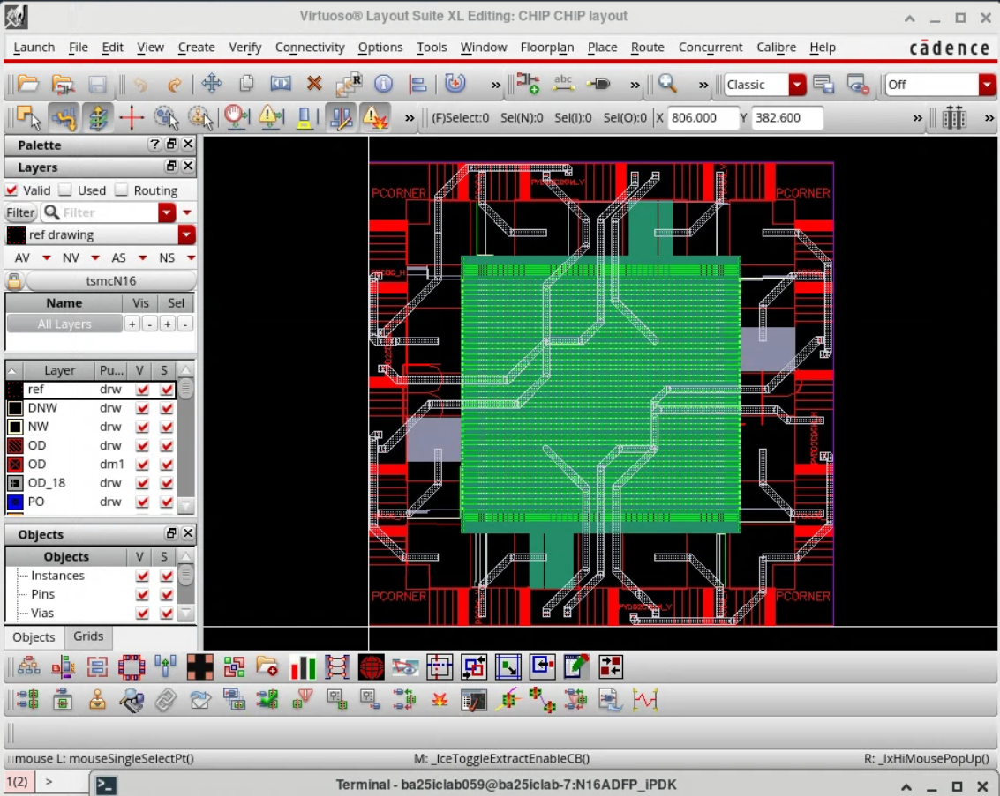 Virtuoso® Layout Suite XL Editing: CHIP CHIP layout
Launch File Edit View Create Verify Connectivity Options Tools Window Floorplan Place Route Concurrent Calibre Help cādence
R » abc » » Classic Off
» (F)Select:0 Sel(N):0 Sel(I):0 Sel(O):0 X 806.000 Y 382.600 » »
Palette ?
Layers
Valid Used Routing
Filter Filter
ref drawing
AV NV AS NS
tsmcN16
Name Vis Sel
All Layers + - + -
Layer Pu... V S
ref drw
DNW drw
NW drw
OD drw
OD dm1
OD_18 drw
PO drw
Objects
Objects V S
Instances
Pins
Vias
Objects Grids
PCORNER PCORNER
PCORNER PCORNER
mouse L: mouseSingleSelectPt() M: _IceToggleExtractEnableCB() R: _lxHiMousePopUp()
1(2) >
Terminal - ba25iclab059@ba25iclab-7:N16ADFP_iPDK